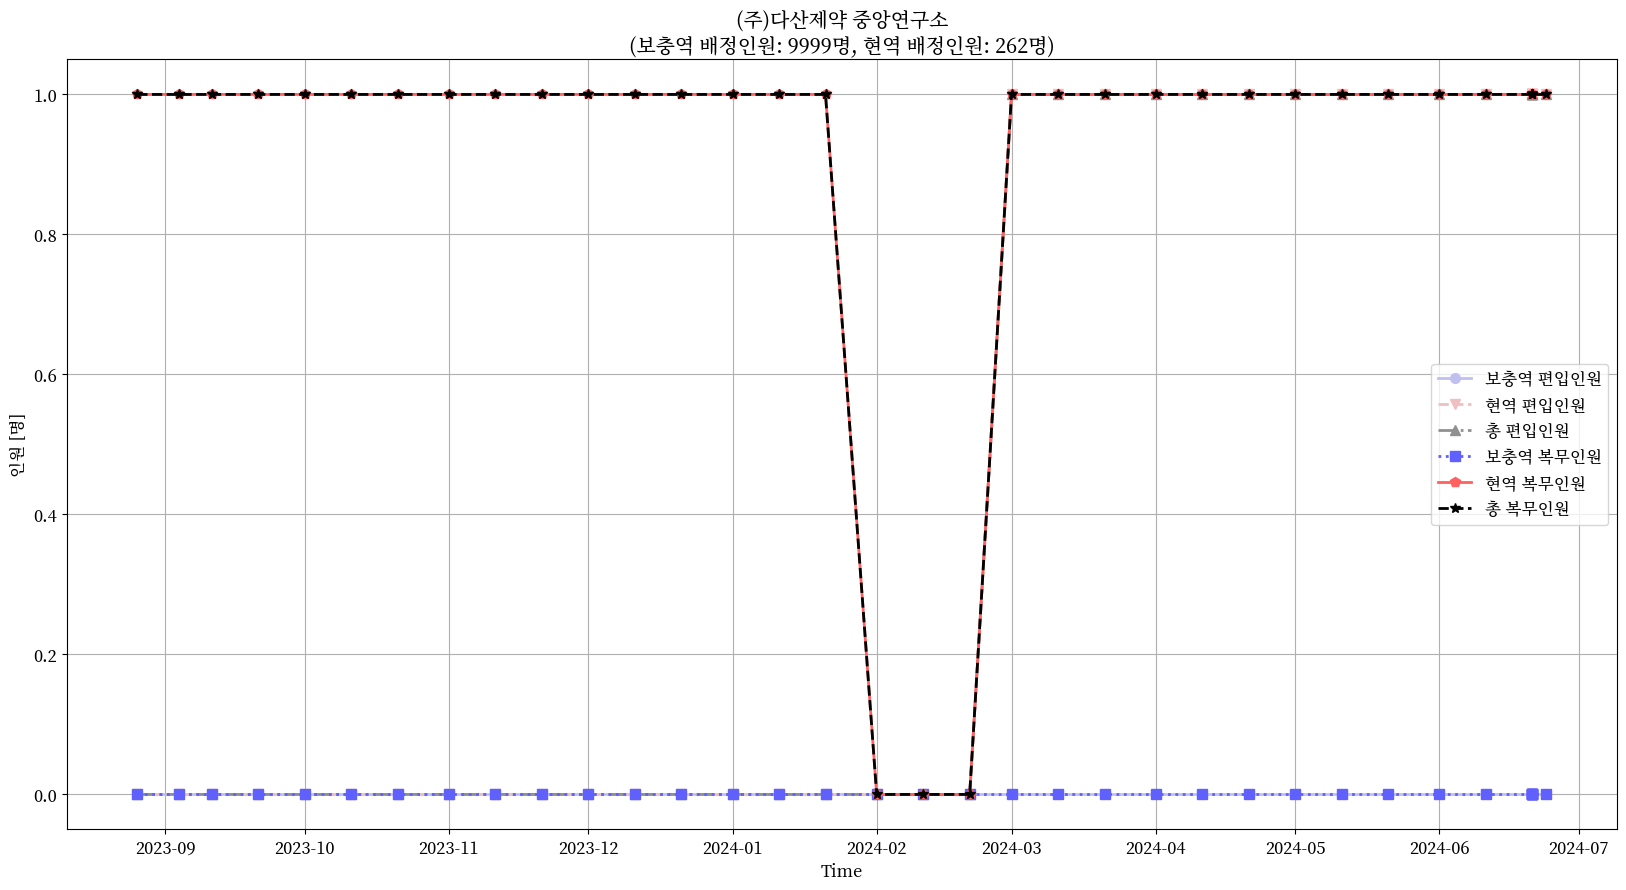 (주)다산제약 중앙연구소
(보충역 배정인원: 9999명, 현역 배정인원: 262명)
인원 [명]
1.0
0.8
0.6
0.4
0.2
0.0
보충역 편입인원
현역 편입인원
총 편입인원
보충역 복무인원
현역 복무인원
총 복무인원
2023-09 2023-10 2023-11 2023-12 2024-01 2024-02 2024-03 2024-04 2024-05 2024-06 2024-07
Time